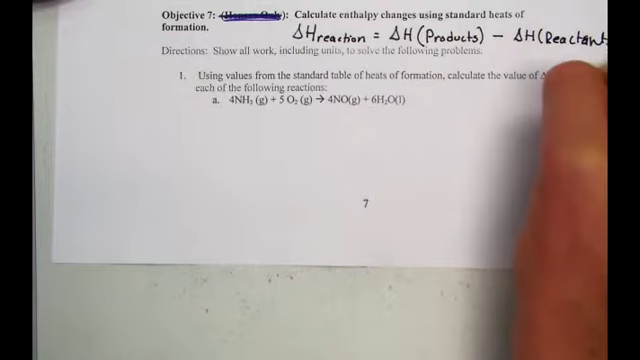 Objective 7: (Honors Only): Calculate enthalpy changes using standard heats of
formation.
ΔHreaction = ΔH (Products) − ΔH (Reactants
Directions: Show all work, including units, to solve the following problems.
1. Using values from the standard table of heats of formation, calculate the value of Δ
each of the following reactions:
a. 4NH₃ (g) + 5 O₂ (g) → 4NO(g) + 6H₂O(l)
7